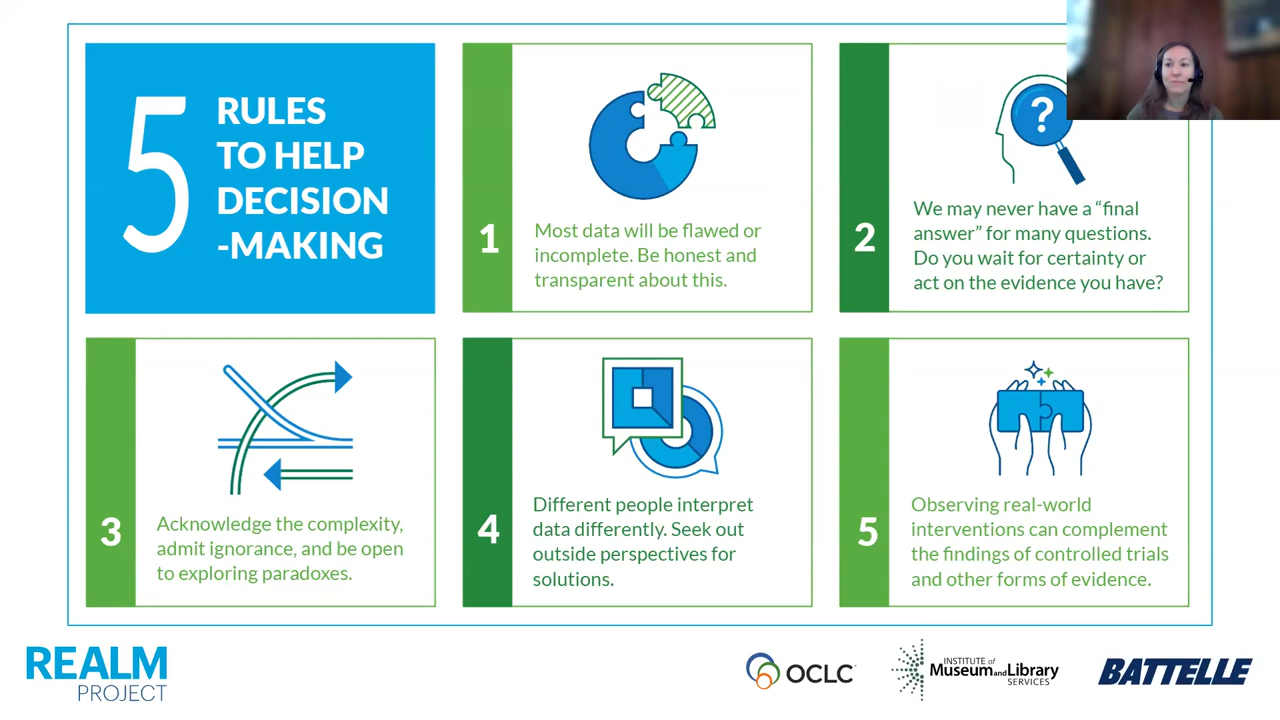 5
RULES
TO HELP
DECISION
-MAKING
1
Most data will be flawed or
incomplete. Be honest and
transparent about this.
?
2
We may never have a “final
answer” for many questions.
Do you wait for certainty or
act on the evidence you have?
3
Acknowledge the complexity,
admit ignorance, and be open
to exploring paradoxes.
4
Different people interpret
data differently. Seek out
outside perspectives for
solutions.
5
Observing real-world
interventions can complement
the findings of controlled trials
and other forms of evidence.
REALM
PROJECT
OCLC
INSTITUTE of
Museum and Library
SERVICES
BATTELLE